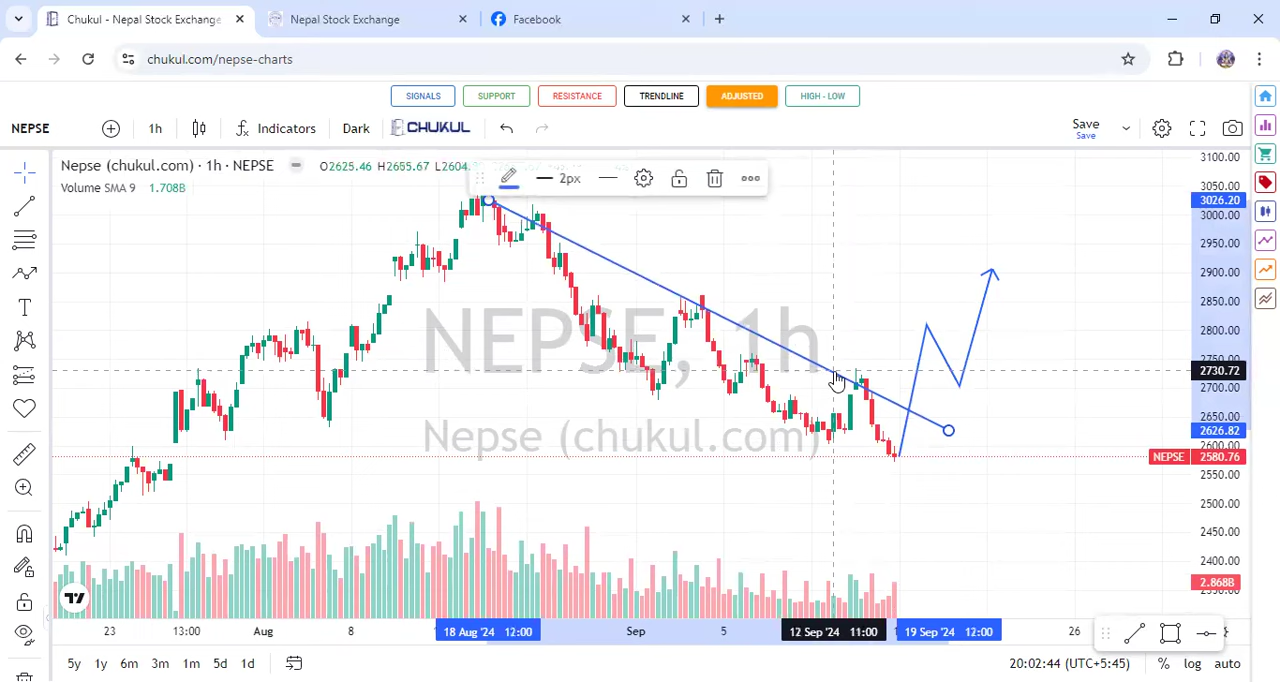 Chukul - Nepal Stock Exchange
Nepal Stock Exchange
Facebook
chukul.com/nepse-charts
SIGNALS
SUPPORT
RESISTANCE
TRENDLINE
ADJUSTED
HIGH - LOW
NEPSE
1h
Indicators
Dark
CHUKUL
Save
Save
Nepse (chukul.com) · 1h · NEPSE
O2625.46 H2655.67 L2604.
Volume SMA 9 1.708B
2px
NEPSE, 1h
Nepse (chukul.com)
3100.00
3050.00
3026.20
3000.00
2950.00
2900.00
2850.00
2800.00
2750.00
2730.72
2700.00
2650.00
2626.82
2600.00
NEPSE 2580.76
2550.00
2500.00
2450.00
2400.00
2.868B
23
13:00
Aug
8
18 Aug '24 12:00
Sep
5
12 Sep '24 11:00
19 Sep '24 12:00
26
5y 1y 6m 3m 1m 5d 1d
20:02:44 (UTC+5:45)
% log auto